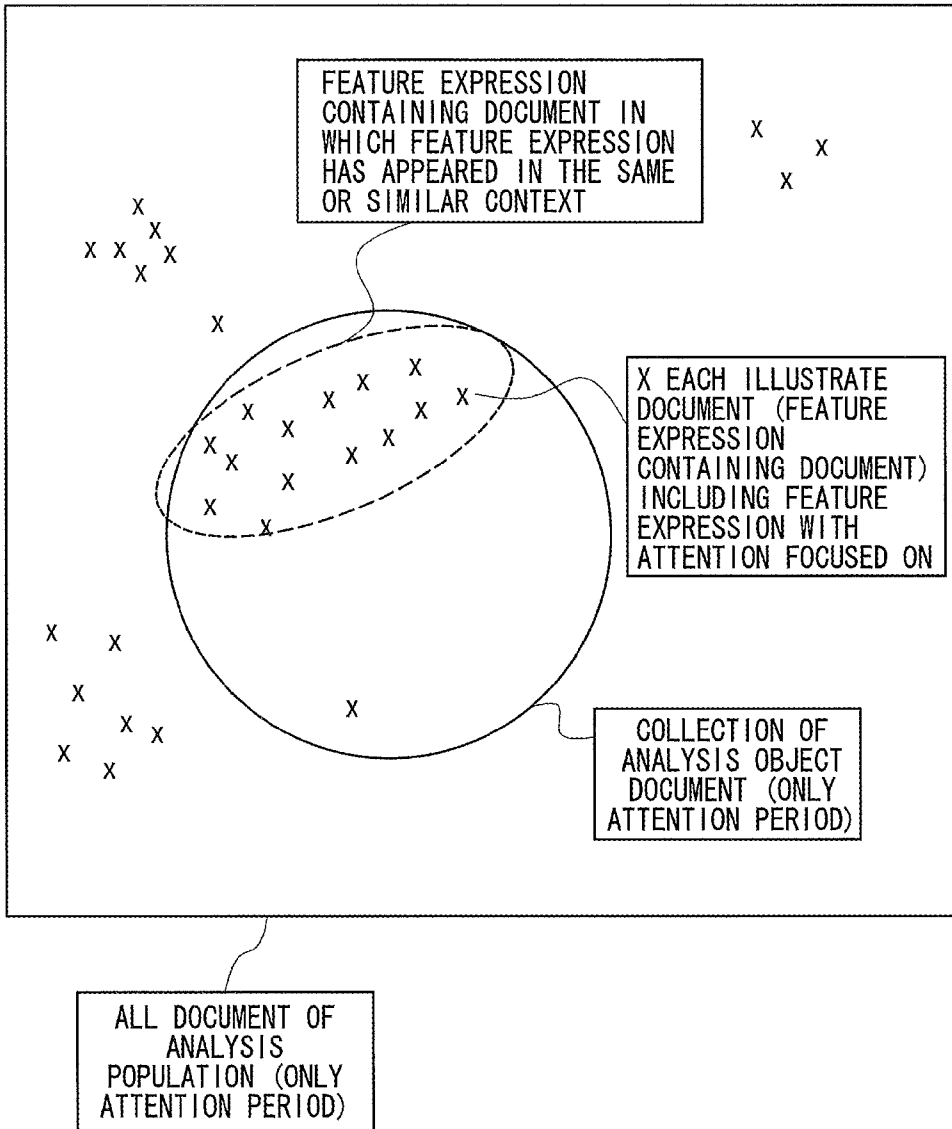 FEATURE EXPRESSION
CONTAINING DOCUMENT IN
WHICH FEATURE EXPRESSION
HAS APPEARED IN THE SAME
OR SIMILAR CONTEXT
X EACH ILLUSTRATE
DOCUMENT (FEATURE
EXPRESSION
CONTAINING DOCUMENT)
INCLUDING FEATURE
EXPRESSION WITH
ATTENTION FOCUSED ON
COLLECTION OF
ANALYSIS OBJECT
DOCUMENT (ONLY
ATTENTION PERIOD)
ALL DOCUMENT OF
ANALYSIS
POPULATION (ONLY
ATTENTION PERIOD)